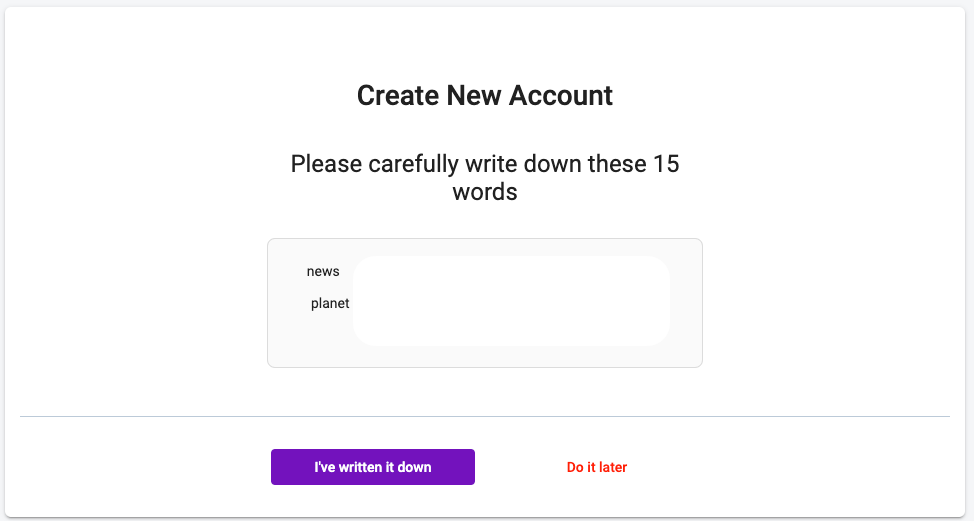 Create New Account
Please carefully write down these 15
words
news
planet
I've written it down
Do it later